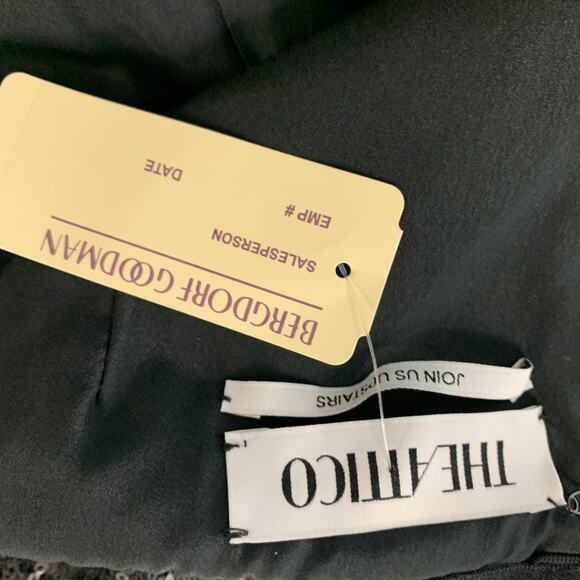 BERGDORF GOODMAN
SALESPERSON
EMP #
DATE
JOIN US UPSTAIRS
THE ATTICO